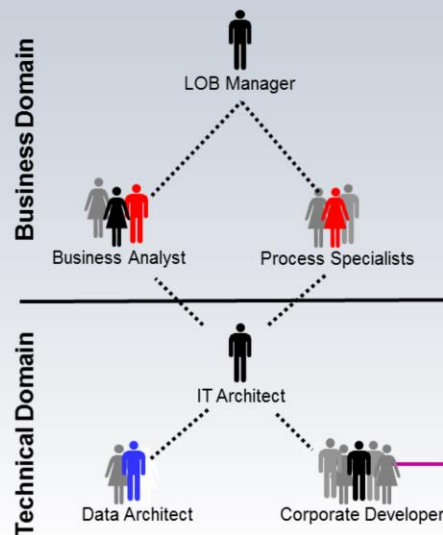 Business Domain
LOB Manager
Business Analyst
Process Specialists
Technical Domain
IT Architect
Data Architect
Corporate Developer